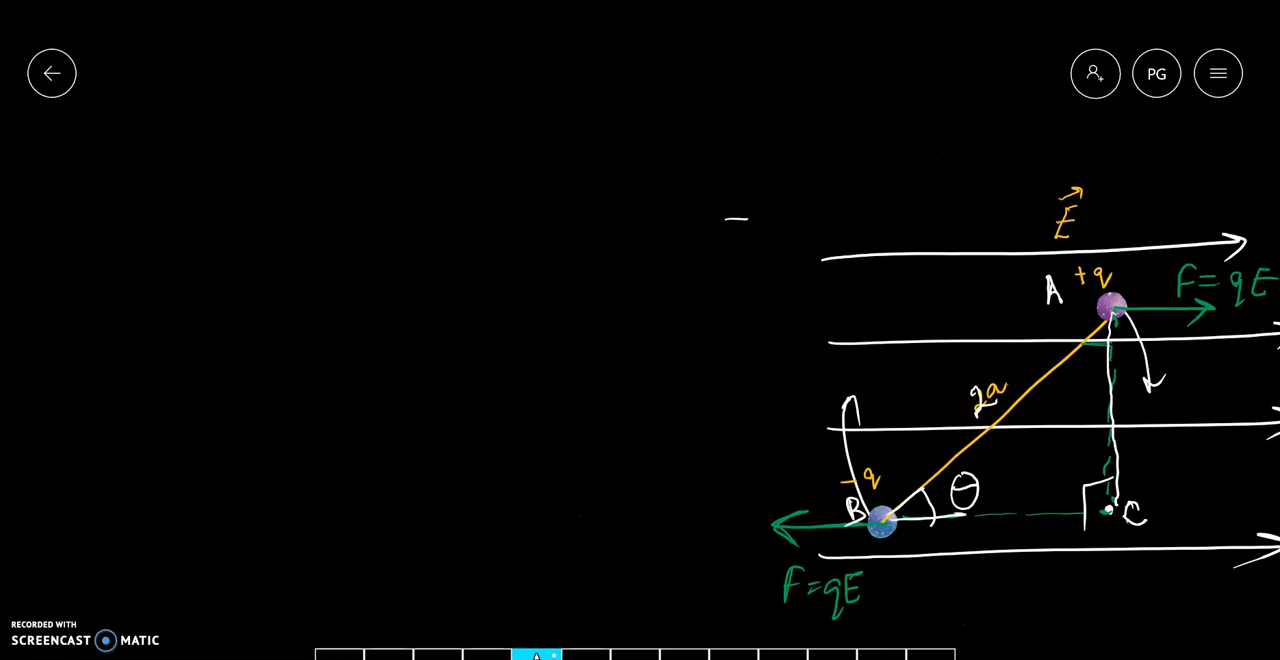 PG
E
A +q
F = qE
2a
-q
B
θ
C
F = qE
RECORDED WITH
SCREENCAST MATIC
A